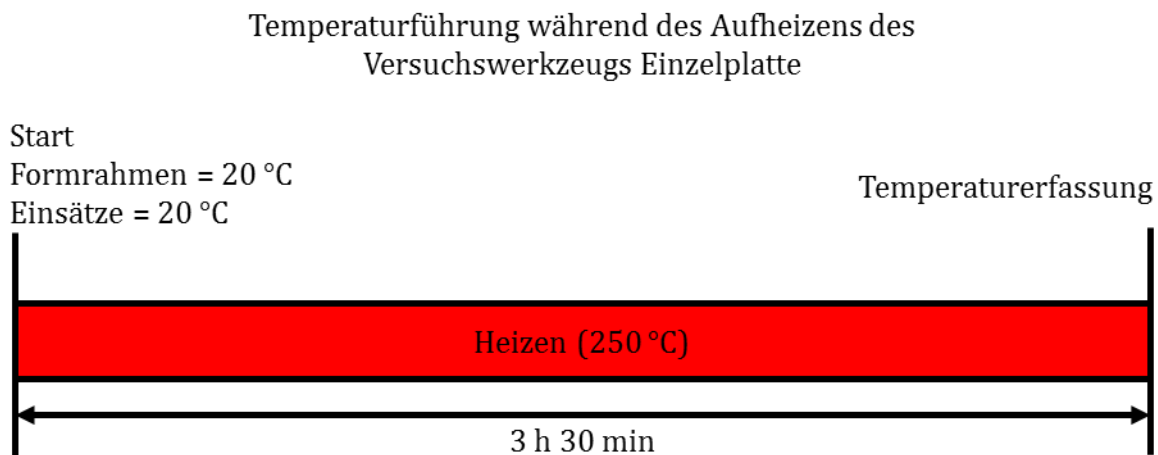 Temperaturführung während des Aufheizens des
Versuchswerkzeugs Einzelplatte
Start
Formrahmen = 20 °C
Einsätze = 20 °C
Temperaturerfassung
Heizen (250 °C)
3 h 30 min